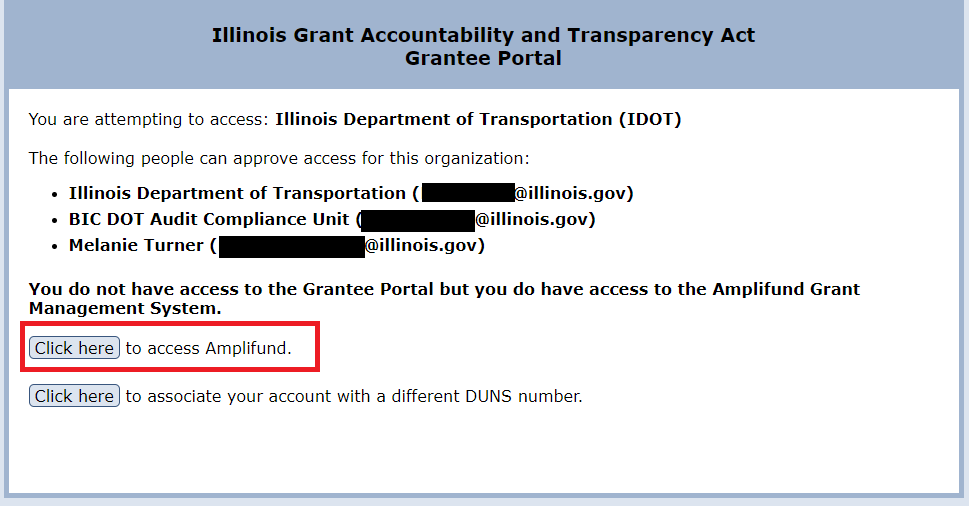 Illinois Grant Accountability and Transparency Act
Grantee Portal
You are attempting to access: Illinois Department of Transportation (IDOT)
The following people can approve access for this organization:
• Illinois Department of Transportation (@illinois.gov)
• BIC DOT Audit Compliance Unit (@illinois.gov)
• Melanie Turner (@illinois.gov)
You do not have access to the Grantee Portal but you do have access to the Amplifund Grant
Management System.
Click here to access Amplifund.
Click here to associate your account with a different DUNS number.